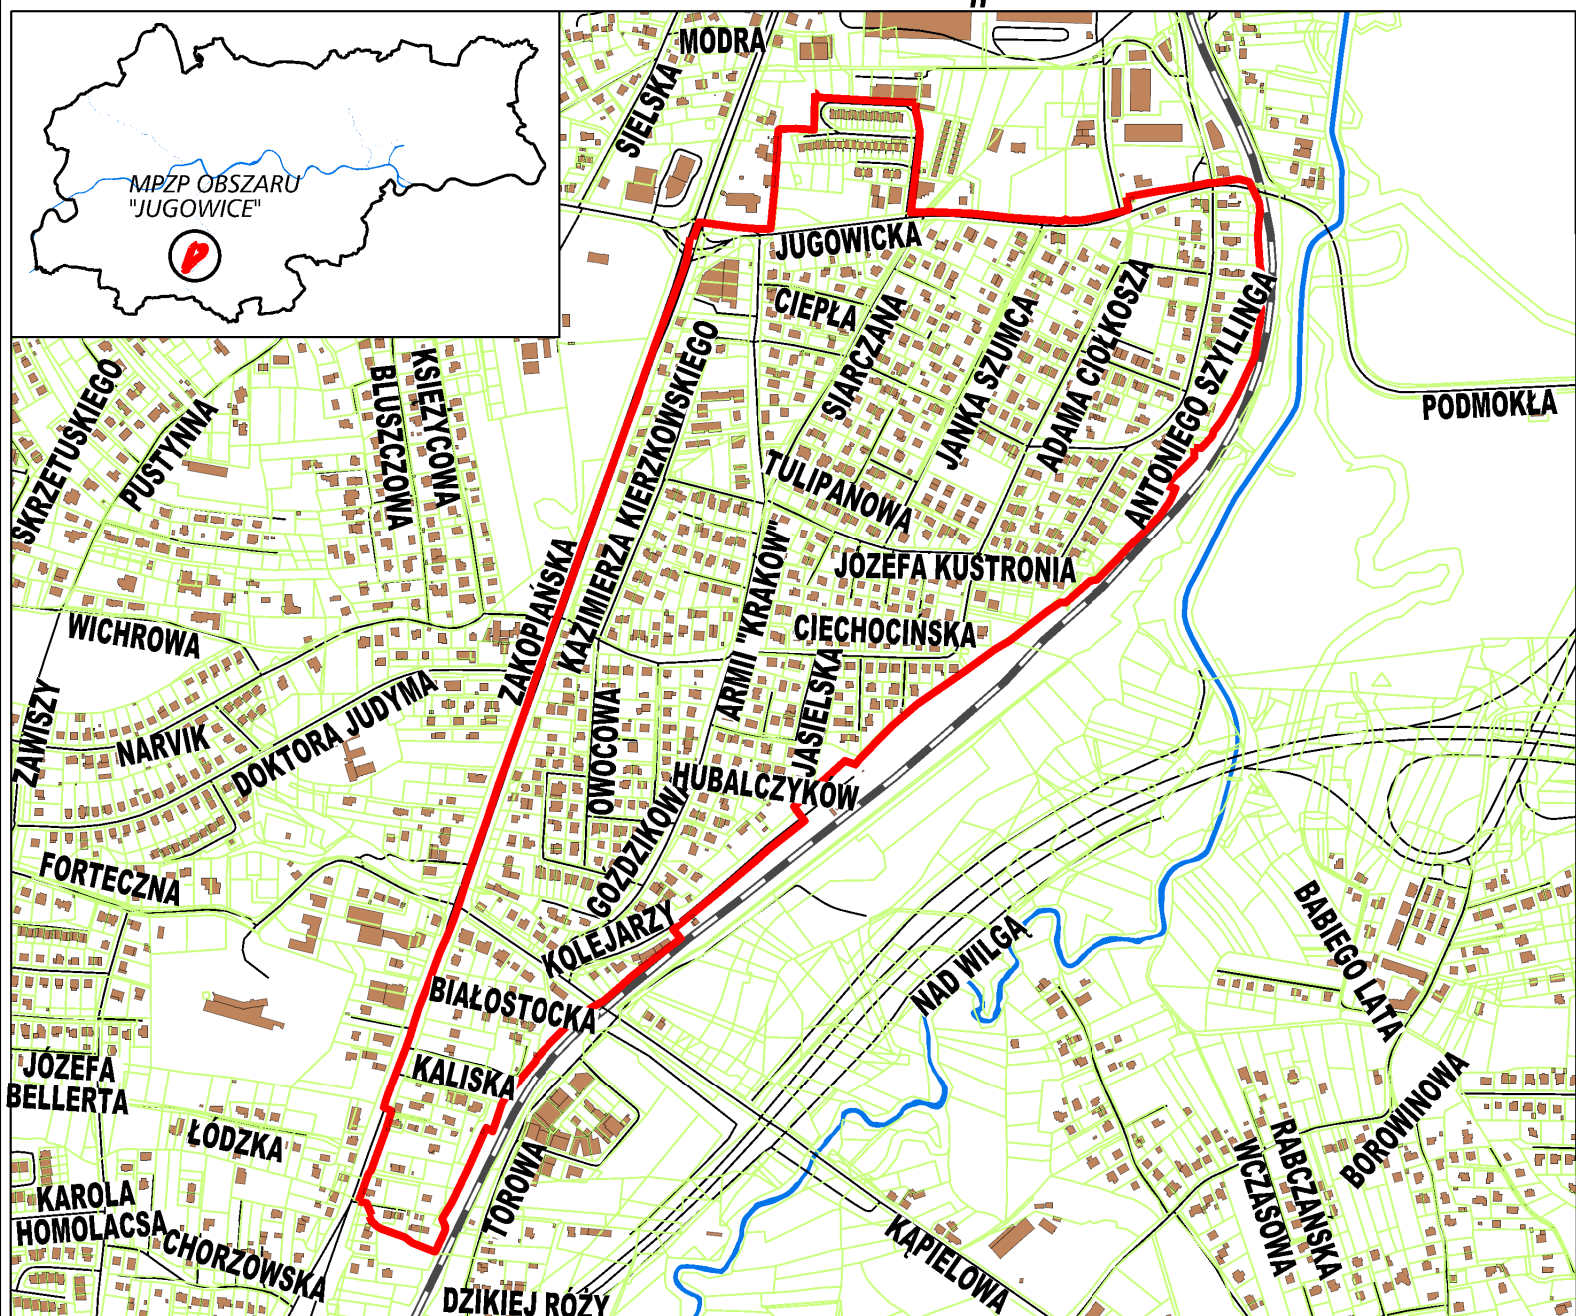 „
MODRA
SIELSKA
MPZP OBSZARU
"JUGOWICE"
JUGOWICKA
CIEPŁA
SIARCZANA
JANKA SZUMCA
ADAMA CIOŁKOSZA
ANTONIEGO SZYLLINGA
PODMOKŁA
SKRZETUSKIEGO
PUSTYNNA
BLUSZCZOWA
KSIĘŻYCOWA
KAZIMIERZA KIERZKOWSKIEGO
TULIPANOWA
ZAKOPIAŃSKA
ARMII "KRAKÓW"
JÓZEFA KUSTRONIA
CIECHOCIŃSKA
WICHROWA
ZAWISZY
NARVIK
DOKTORA JUDYMA
OWOCOWA
JASIELSKA
HUBALCZYKÓW
GOŹDZIKOWA
FORTECZNA
KOLEJARZY
NAD WILGĄ
BABIEGO LATA
BIAŁOSTOCKA
KALISKA
JÓZEFA
BELLERTA
ŁÓDZKA
BOROWINOWA
RABCZAŃSKA
WCZASOWA
KAROLA
HOMOLACSA
CHORZOWSKA
TOROWA
KĄPIELOWA
DZIKIEJ RÓŻY